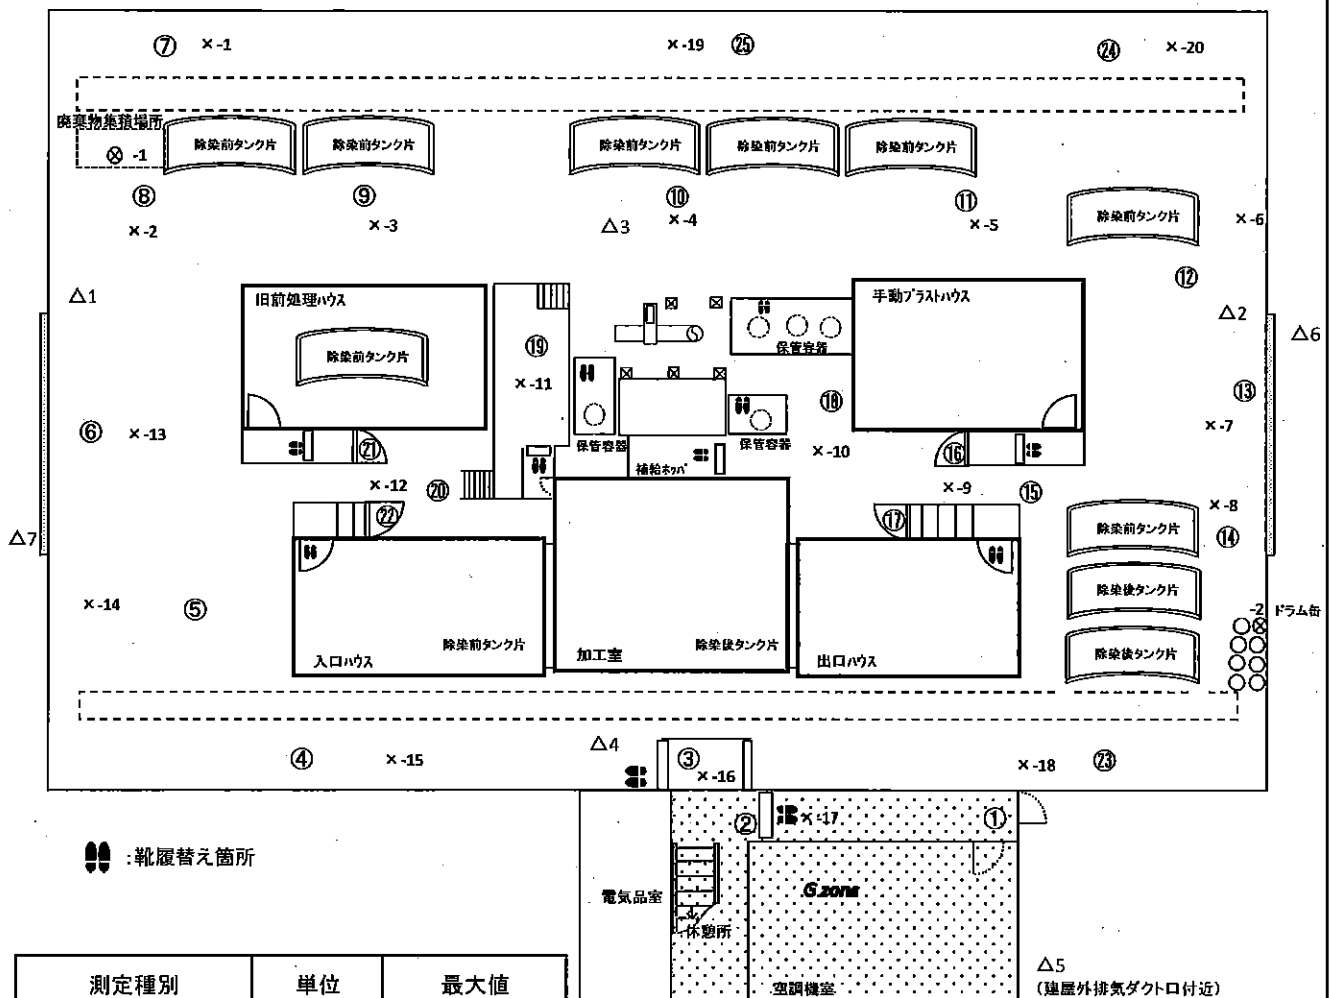 ⑦ ×-1 ×-19 ㉕ ㉔ ×-20
廃棄物集積場所
除染前タンク片 除染前タンク片 除染前タンク片 除染前タンク片 除染前タンク片
⊗ -1
⑧ ⑨ ⑩ ⑪
除染前タンク片 ×-6
×-2 ×-3 △3 ×-4 ×-5
⑫
△1 旧前処理ハウス 手動ブラストハウス
△2 △6
保管容器
⑲
除染前タンク片
×-11
⑱ ⑬
⑥ ×-13 ×-7
保管容器 保管容器
㉑ ×-10 ⑯
補給ホッパ
×-12 ⑳ ×-9 ⑮
×-8
㉒ ⑰ 除染前タンク片 ⑭
△7
除染後タンク片
×-14 ⑤ -2 ドラム缶
除染前タンク片 除染後タンク片 除染後タンク片
入口ハウス 加工室 出口ハウス
④ ×-15 △4 ③ ×-16 ×-18 ㉓
② ×-17 ①
:靴履替え箇所
電気品室 G zone
休憩所
△5
測定種別 単位 最大値 空調機室 (建屋外排気ダクト口付近)